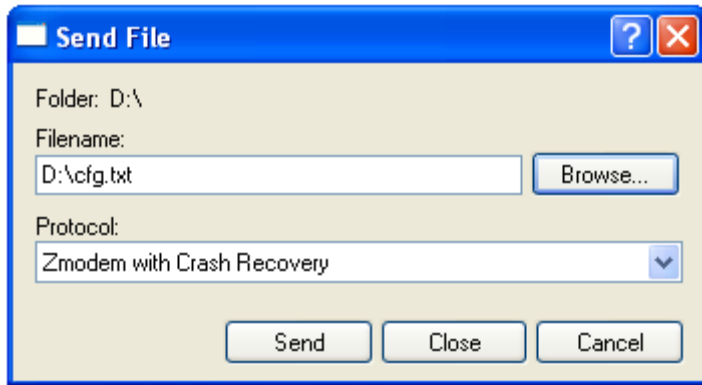 Send File
Folder: D:\
Filename:
D:\cfg.txt
Browse...
Protocol:
Zmodem with Crash Recovery
Send Close Cancel